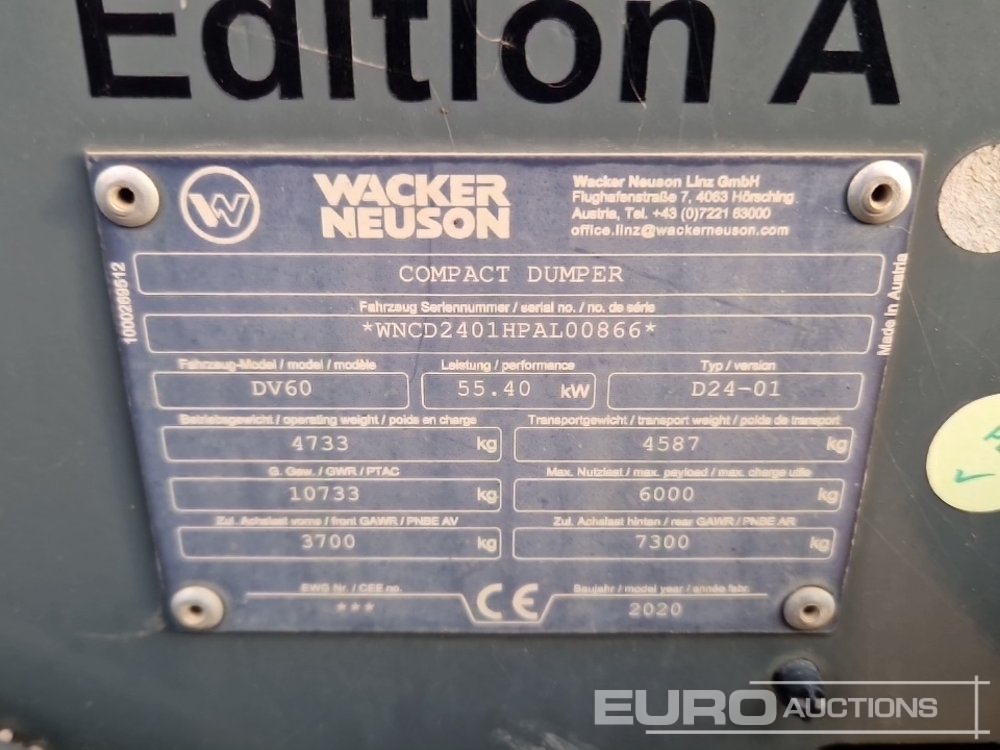 Edition A
W
WACKER
NEUSON
Wacker Neuson Linz GmbH
Flughafenstraße 7, 4063 Hörsching
Austria, Tel. +43 (0)7221 63000
office.linz@wackerneuson.com
1000289512
Made in Austria
COMPACT DUMPER
Fahrzeug Seriennummer / serial no. / no. de série
*WNCD2401HPAL00866*
Fahrzeug-Model / model / modèle
Leistung / performance
Typ / version
DV60
55.40 kW
D24-01
Betriebsgewicht / operating weight / poids en charge
Transportgewicht / transport weight / poids de transport
4733 kg
4587 kg
G. Gew. / GWR / PTAC
Max. Nutzlast / max. payload / max. charge utile
10733 kg
6000 kg
Zul. Achslast vorne / front GAWR / PNBE AV
Zul. Achslast hinten / rear GAWR / PNBE AR
3700 kg
7300 kg
EWG Nr. / CEE no.
***
CE
Baujahr / model year / année fabr.
2020
EURO AUCTIONS